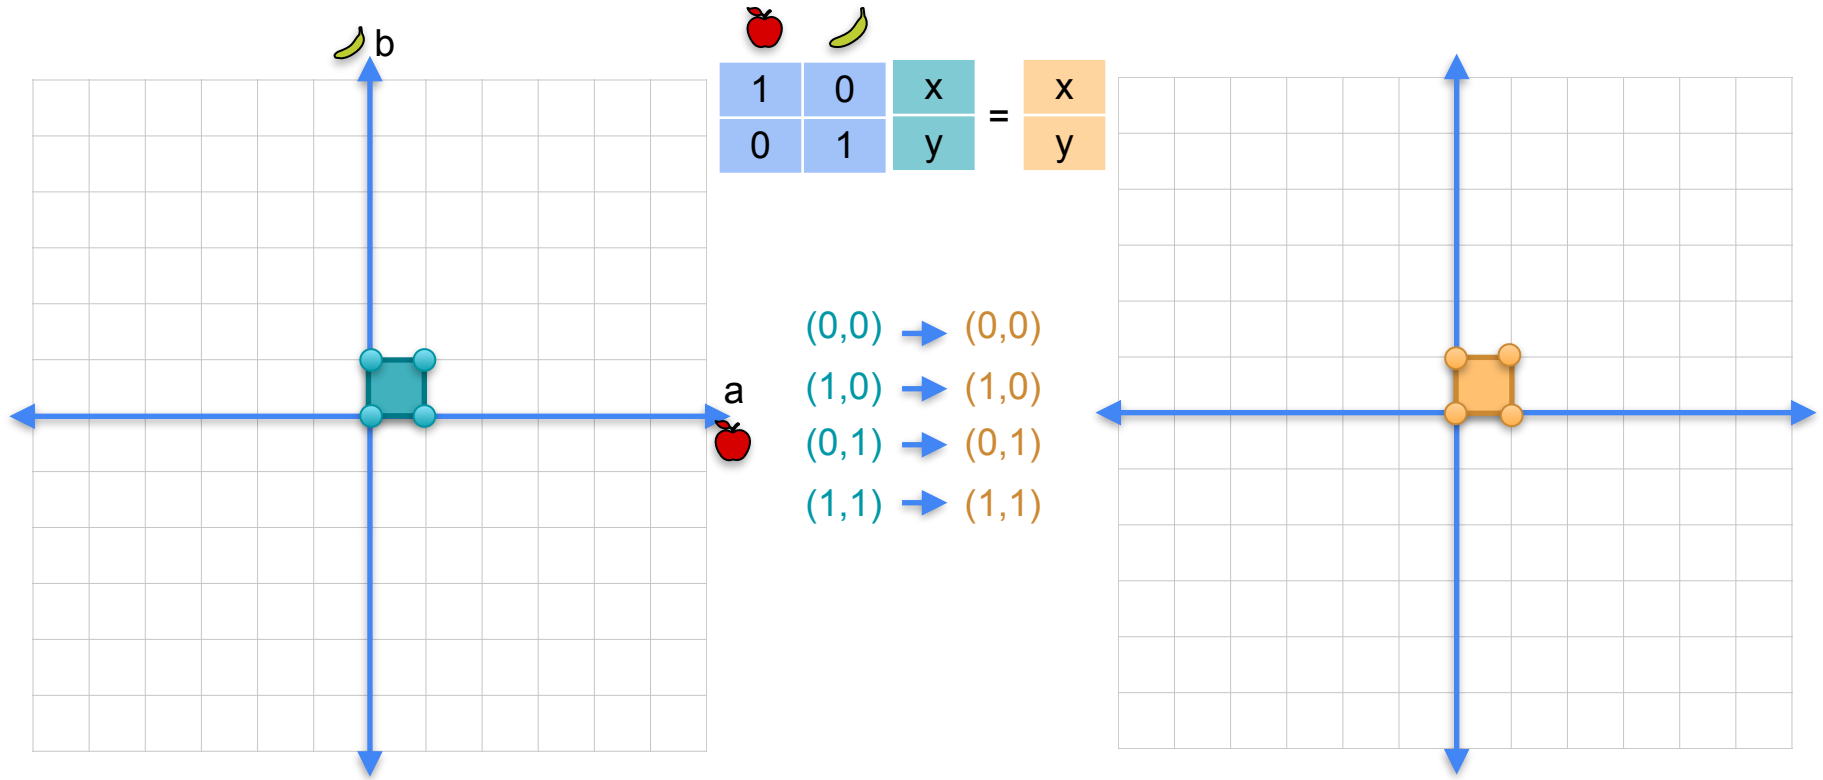 b
1 0 x = x
0 1 y y
(0,0) (0,0)
(1,0) (1,0)
a
(0,1) (0,1)
(1,1) (1,1)